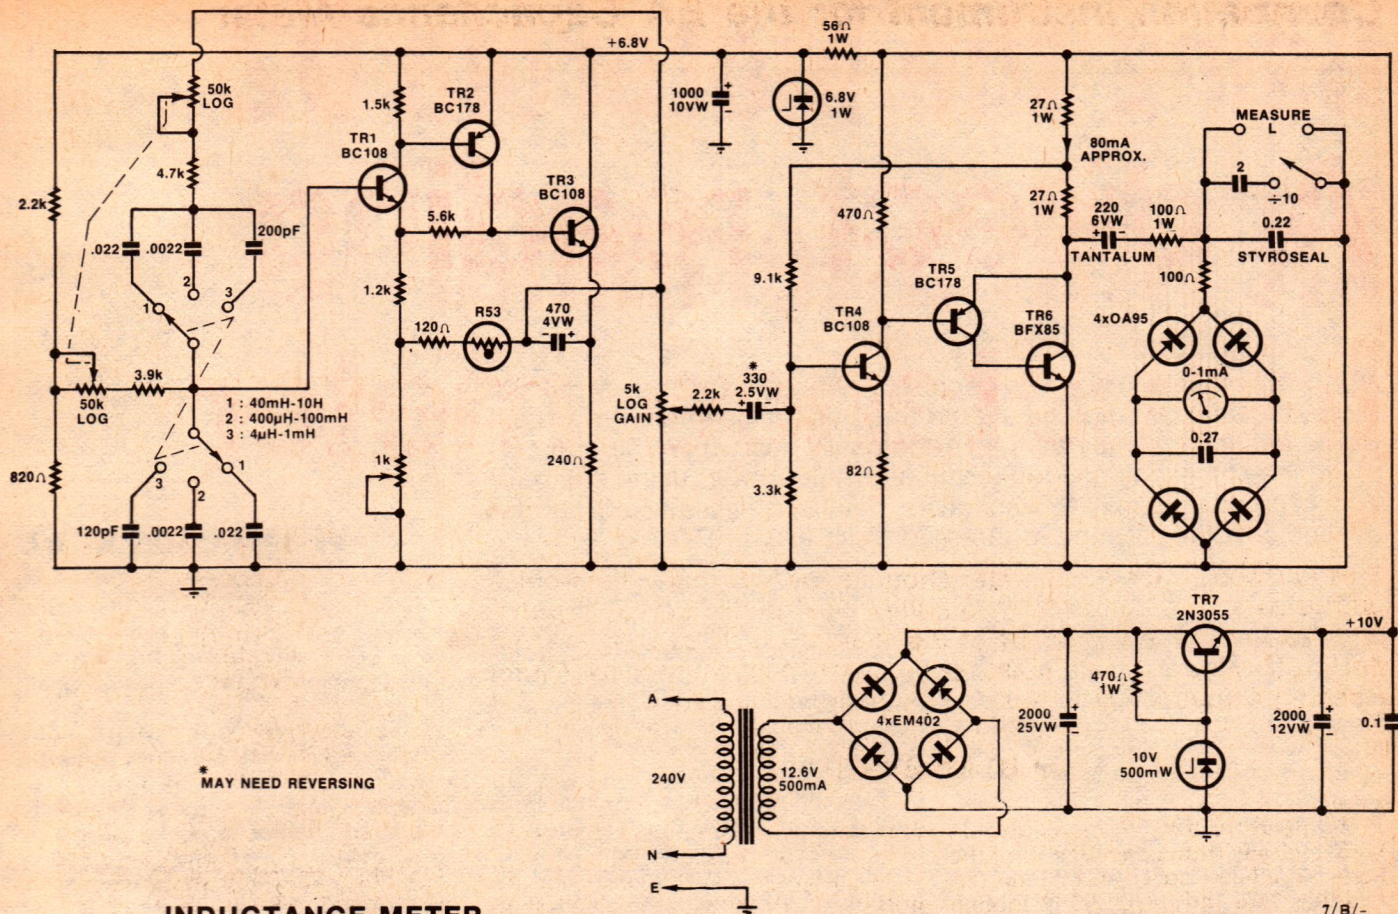 +6.8V
56Ω
1W
50k
LOG
1.5k
TR2
BC178
1000
10VW
+
−
6.8V
1W
27Ω
1W
MEASURE
L
80mA
APPROX.
TR1
BC108
4.7k
2
÷10
TR3
BC108
27Ω
1W
2.2k
200pF
5.6k
470Ω
220
6VW
+
−
100Ω
1W
0.22
.022
.0022
TANTALUM
STYROSEAL
2
3
1
1.2k
9.1k
TR5
BC178
100Ω
R53
470
4VW
−
+
120Ω
TR4
BC108
TR6
BFX85
4xOA95
*
330
2.5VW
+
−
0-1mA
3.9k
50k
LOG
5k
LOG
GAIN
2.2k
1 : 40mH-10H
2 : 400µH-100mH
3 : 4µH-1mH
0.27
1k
240Ω
82Ω
820Ω
3
1
2
3.3k
120pF
.0022
.022
TR7
2N3055
+10V
470Ω
1W
A
4xEM402
2000
25VW
+
−
2000
12VW
+
−
0.1
*
MAY NEED REVERSING
240V
12.6V
500mA
10V
500mW
N
E
INDUCTANCE METER
7/B/-